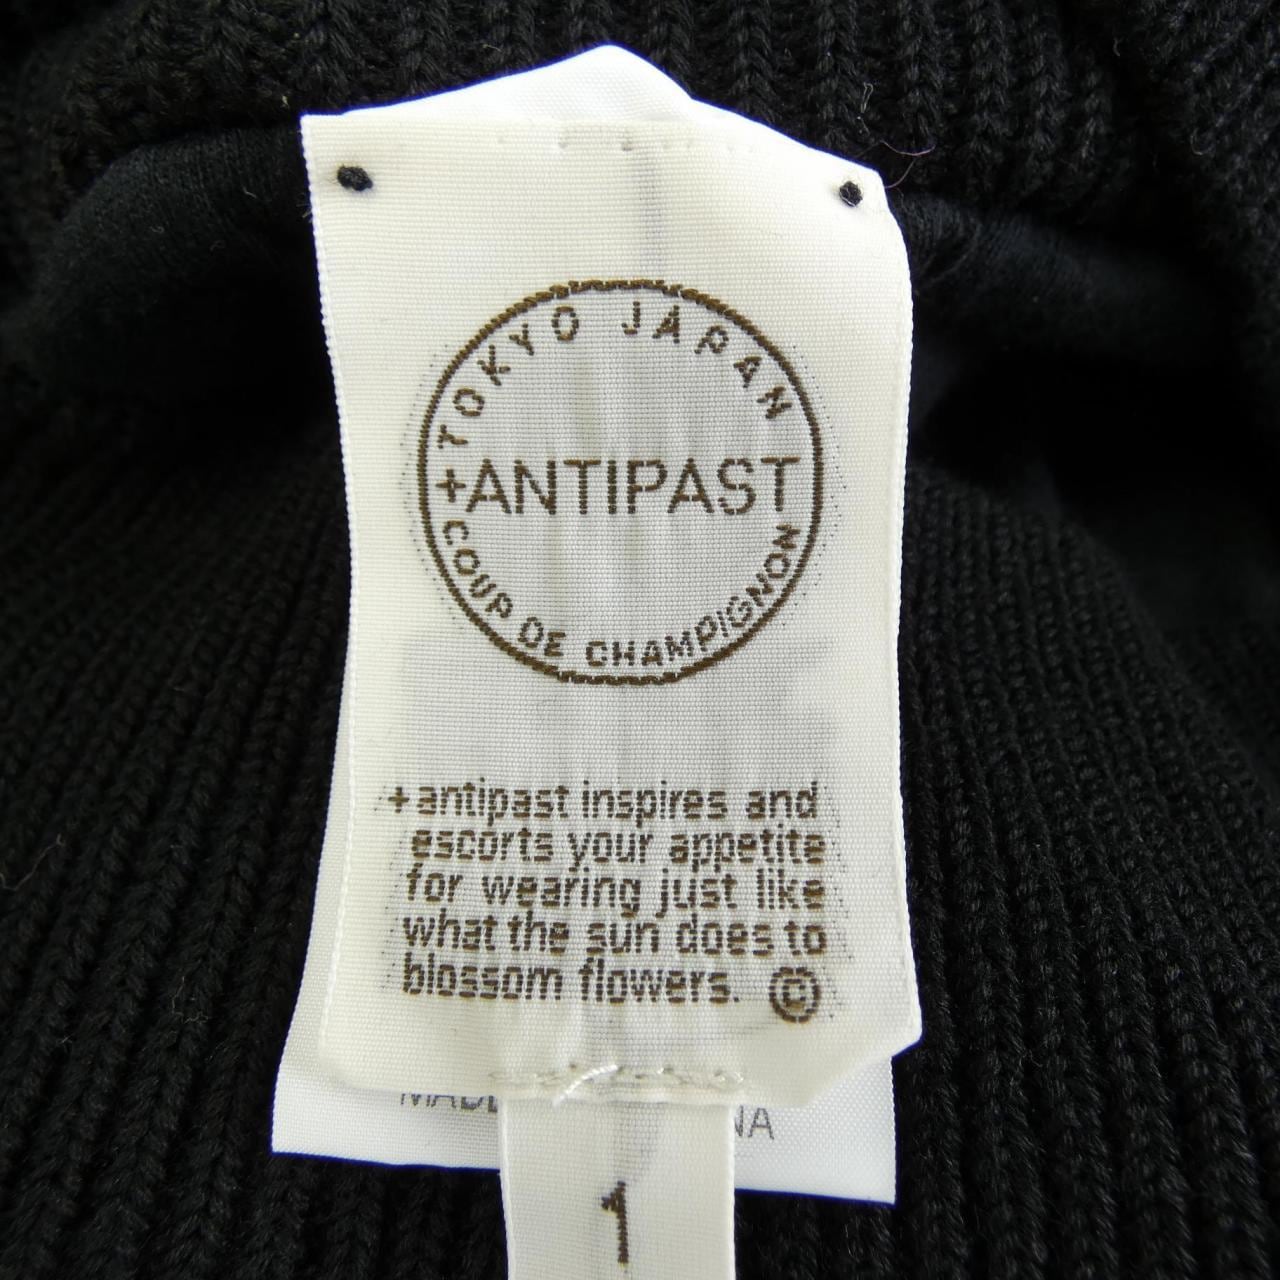 TOKYO JAPAN
+ANTIPAST
COUP DE CHAMPIGNON
+antipast inspires and
escorts your appetite
for wearing just like
what the sun does to
blossom flowers. ©
1